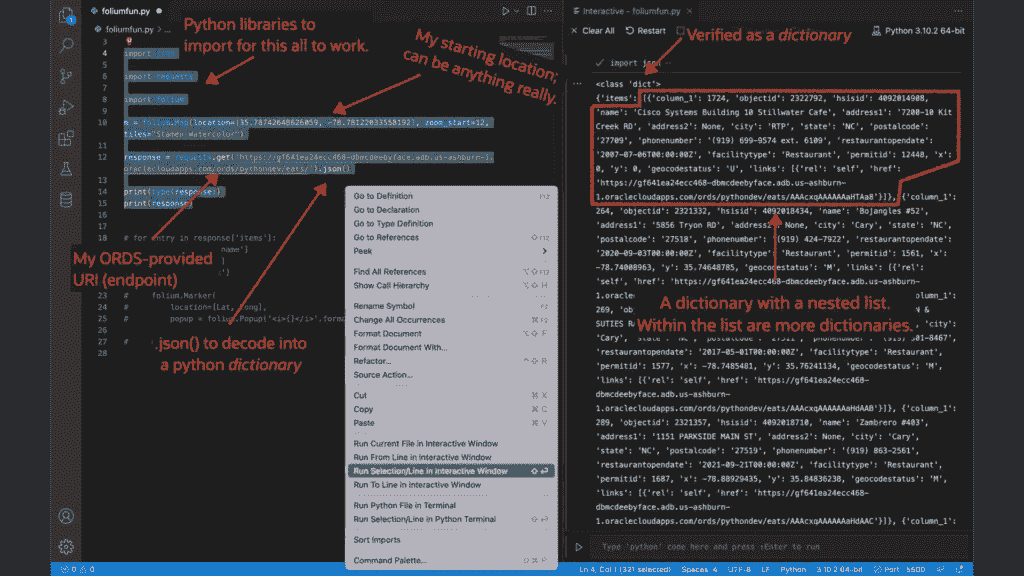 foliumfun.py
foliumfun.py > ...
Python libraries to
import for this all to work.
My starting location;
can be anything really.
3
4 import json
5
6 import requests
7
8 import folium
9
10 m = folium.Map(location=[35.78742648626059, -78.78122033558192], zoom_start=12,
tiles="Stamen Watercolor")
11
12 response = requests.get('https://gf641ea24ecc468-dbmcdeebyface.adb.us-ashburn-1.
oraclecloudapps.com/ords/pythondev/eats/').json()
13
14 print(type(response))
15 print(response)
# for entry in response['items']:
name']
']
My ORDS-provided
URI (endpoint)
23 # folium.Marker(
24 # location=[Lat, Long],
25 # popup = folium.Popup('<i>{}</i>'.form
26
27 #
28
.json() to decode into
a python dictionary
Go to Definition F12
Go to Declaration
Go to Type Definition
Go to References ⇧F12
Peek >
Find All References ⌥⇧F12
Show Call Hierarchy ⌥⇧H
Rename Symbol F2
Change All Occurrences ⌘F2
Format Document ⌥⇧F
Format Document With...
Refactor... ^⇧R
Source Action...
Cut ⌘X
Copy ⌘C
Paste ⌘V
Run Current File in Interactive Window
Run From Line in Interactive Window
Run Selection/Line in Interactive Window ⇧⏎
Run To Line in Interactive Window
Run Python File in Terminal
Run Selection/Line in Python Terminal ⇧⏎
Sort Imports
Command Palette... ⇧⌘P
Interactive - foliumfun.py
Clear All Restart Python 3.10.2 64-bit
Verified as a dictionary
✓ import json
<class 'dict'>
{'items': [{'column_1': 1724, 'objectid': 2322792, 'hsisid': 4092014908,
'name': 'Cisco Systems Building 10 Stillwater Cafe', 'address1': '7200-10 Kit
Creek RD', 'address2': None, 'city': 'RTP', 'state': 'NC', 'postalcode':
'27709', 'phonenumber': '(919) 699-9574 ext. 6109', 'restaurantopendate':
'2007-07-06T00:00:00Z', 'facilitytype': 'Restaurant', 'permitid': 12448, 'x':
0, 'y': 0, 'geocodestatus': 'U', 'links': [{'rel': 'self', 'href':
'https://gf641ea24ecc468-dbmcdeebyface.adb.us-ashburn-
1.oraclecloudapps.com/ords/pythondev/eats/AAAcxqAAAAAAaHTAa8'}]}, {'column_1':
264, 'objectid': 2321332, 'hsisid': 4092018434, 'name': 'Bojangles #52',
'address1': '5856 Tryon RD', 'address2': None, 'city': 'Cary', 'state': 'NC',
'postalcode': '27518', 'phonenumber': '(919) 424-7922', 'restaurantopendate':
'2020-09-03T00:00:00Z', 'facilitytype': 'Restaurant', 'permitid': 1561, 'x':
-78.74008963, 'y': 35.74648785, 'geocodestatus': 'M', 'links': [{'rel':
'self', 'href': 'https://gf641ea24ecc468-dbmcdeebyface.adb.us-ashburn-
1.oracle column_1':
269, 'ob N &
A dictionary with a nested list.
Within the list are more dictionaries.
SUTIES R 'city':
'Cary', 'state': 'NC', 'postalcode': '27511', 'phonenumber': 01-8467',
'restaurantopendate': '2017-05-01T00:00:00Z', 'facilitytype': 'Restaurant',
'permitid': 1577, 'x': -78.7485481, 'y': 35.76241134, 'geocodestatus': 'M',
'links': [{'rel': 'self', 'href': 'https://gf641ea24ecc468-
dbmcdeebyface.adb.us-ashburn-
1.oraclecloudapps.com/ords/pythondev/eats/AAAcxqAAAAAAaHdAAB'}]}, {'column_1':
289, 'objectid': 2321357, 'hsisid': 4092018710, 'name': 'Zambrero #403',
'address1': '1151 PARKSIDE MAIN ST', 'address2': None, 'city': 'Cary',
'state': 'NC', 'postalcode': '27519', 'phonenumber': '(919) 863-2561',
'restaurantopendate': '2021-09-21T00:00:00Z', 'facilitytype': 'Restaurant',
'permitid': 1687, 'x': -78.88929435, 'y': 35.84836238, 'geocodestatus': 'M',
'links': [{'rel': 'self', 'href': 'https://gf641ea24ecc468-
dbmcdeebyface.adb.us-ashburn-
1.oraclecloudapps.com/ords/pythondev/eats/AAAcxqAAAAAAaHdAAC'}]}, {'column_1':
Type 'python' code here and press ⇧Enter to run
0 0 Ln 4, Col 1 (321 selected) Spaces: 4 UTF-8 LF Python 3.10.2 64-bit Port : 5500